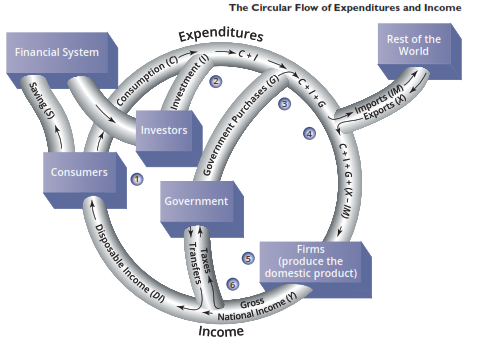 The Circular Flow of Expenditures and Income
Expenditures
Financial System
Rest of the
World
Consumption (C)
Investment (I)
C + I
Saving (S)
2
Government Purchases (G)
3
C + I + G
Imports (IM)
Exports (X)
4
Investors
C + I + G + (X – IM)
Consumers
1
Government
Disposable Income (DI)
Transfers
Taxes
5
Firms
(produce the
domestic product)
6
Gross
National Income (Y)
Income